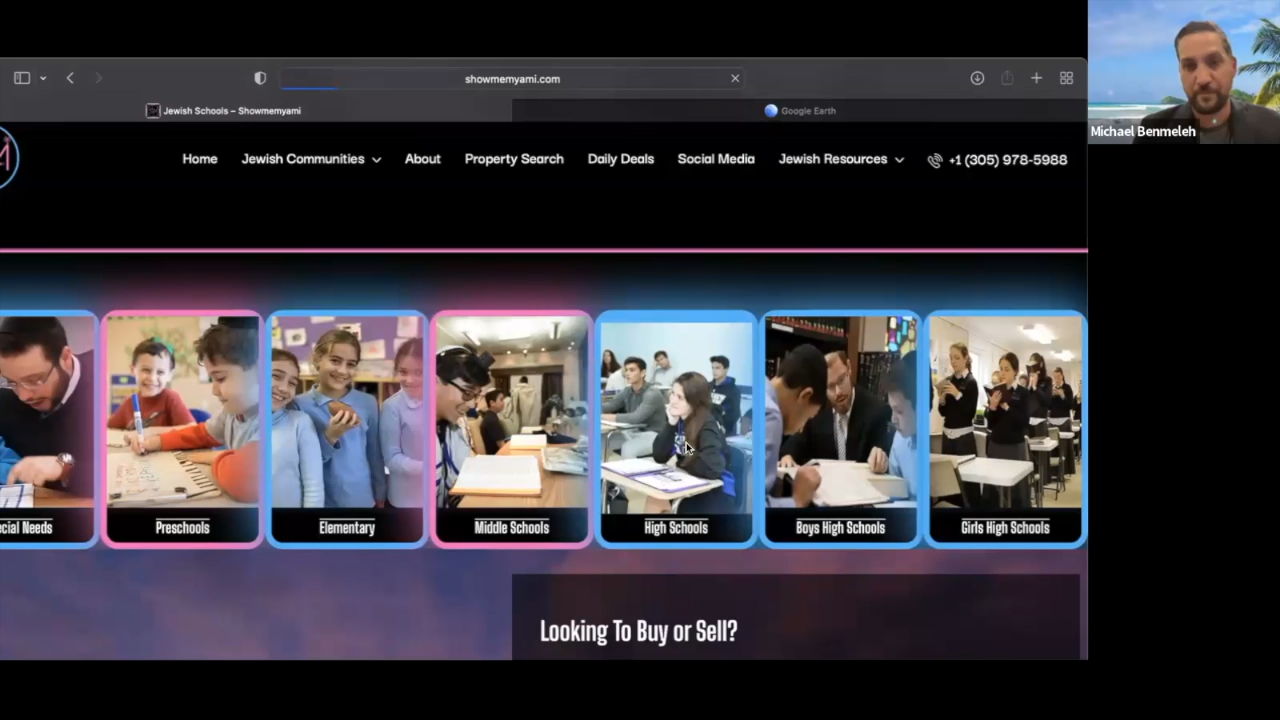 showmemyami.com
Jewish Schools – Showmemyami
Google Earth
Home
Jewish Communities
About
Property Search
Daily Deals
Social Media
Jewish Resources
+1 (305) 978-5988
Michael Benmeleh
ecial Needs
Preschools
Elementary
Middle Schools
High Schools
Boys High Schools
Girls High Schools
Looking To Buy or Sell?